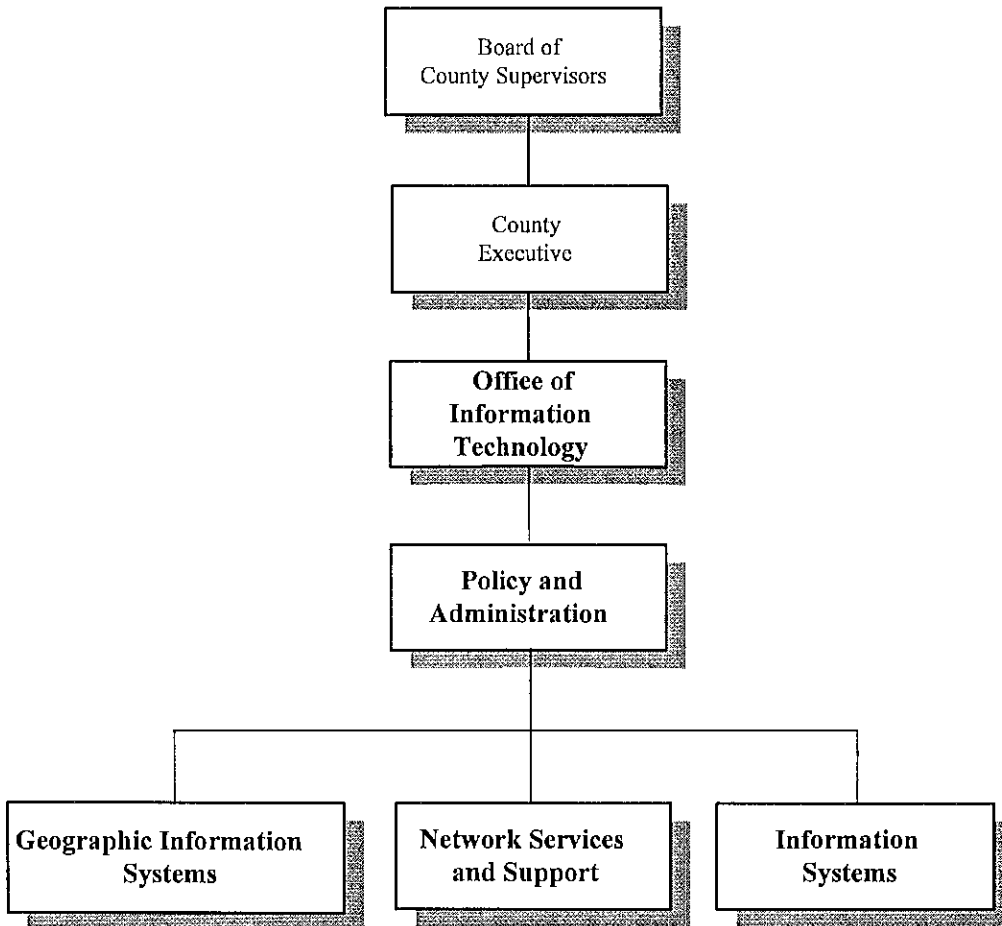 Board of
County Supervisors
County
Executive
Office of
Information
Technology
Policy and
Administration
Geographic Information
Systems
Network Services
and Support
Information
Systems